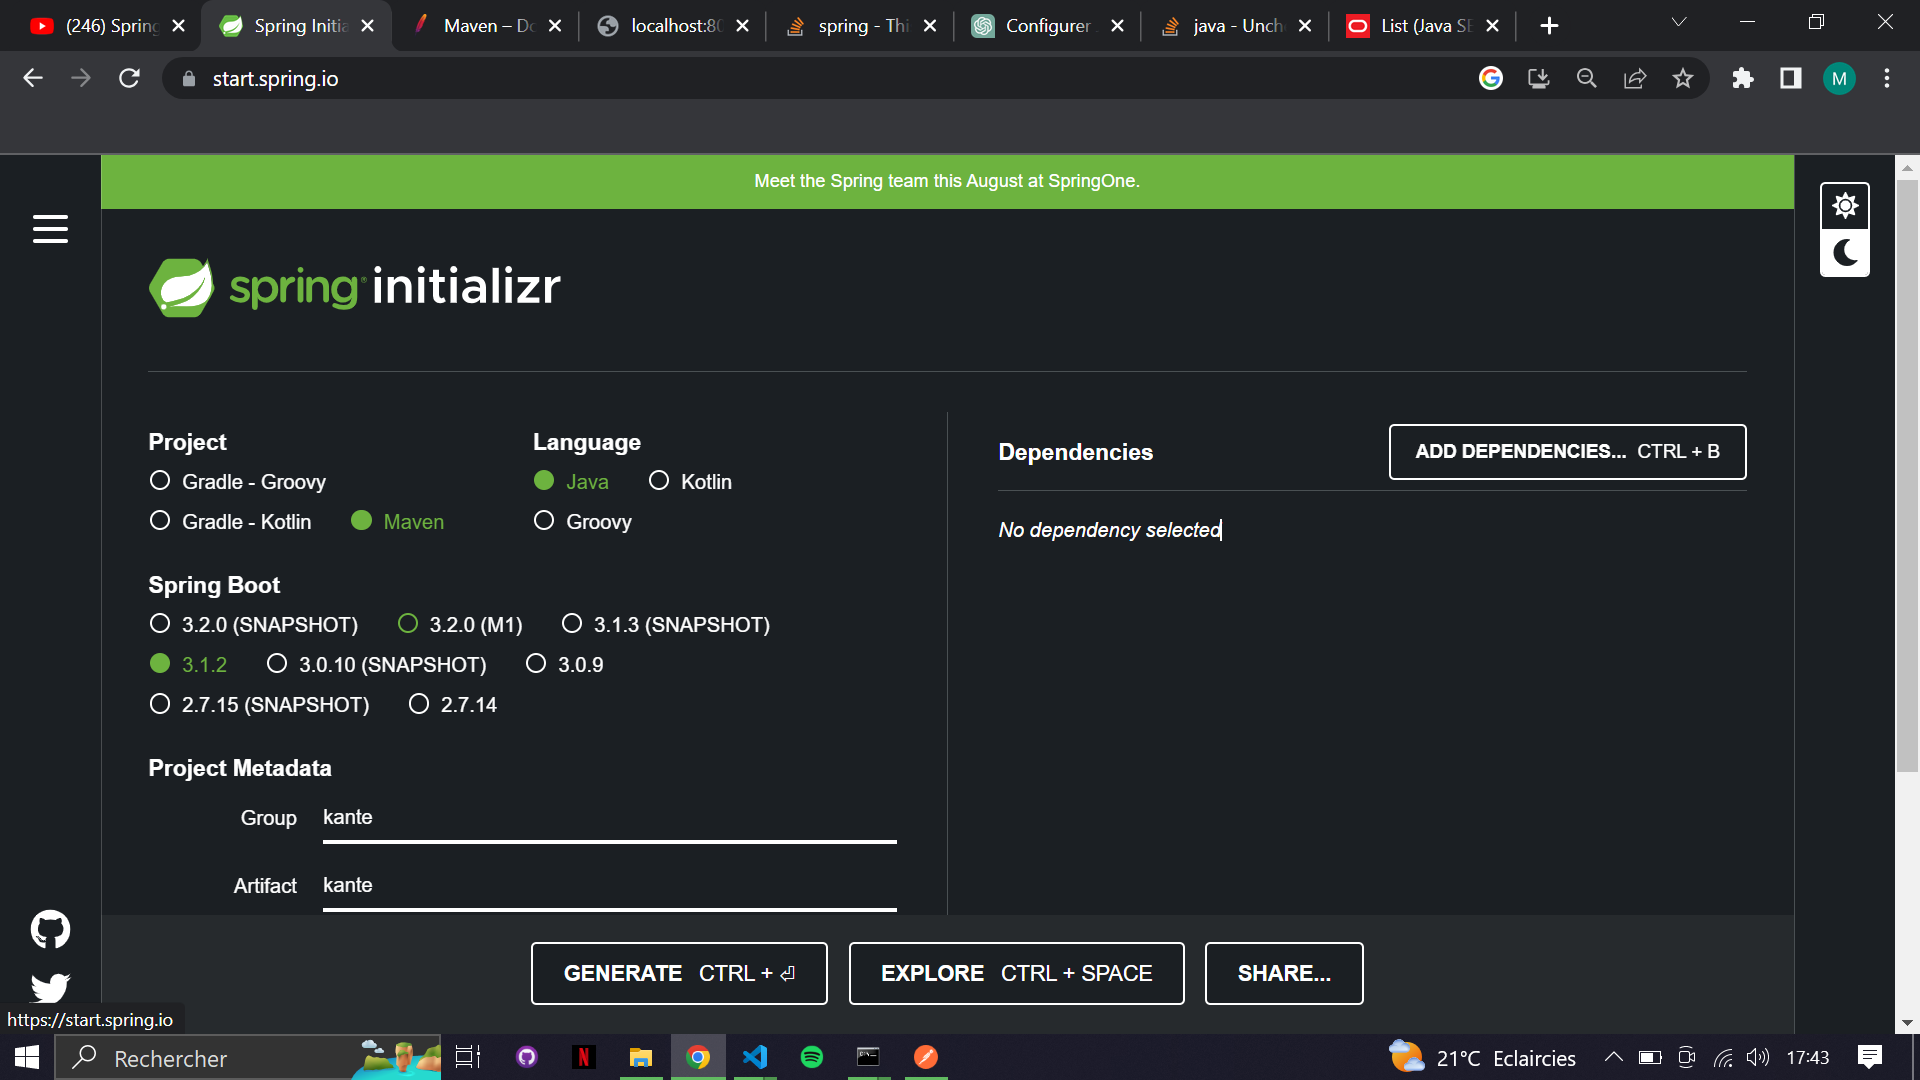 (246) Spring
Spring Initia
Maven – Do
localhost:80
spring - Thi
Configurer
java - Unche
List (Java SE
start.spring.io
M
Meet the Spring team this August at SpringOne.
spring initializr
Project
Language
Dependencies
ADD DEPENDENCIES... CTRL + B
Gradle - Groovy
Java
Kotlin
Gradle - Kotlin
Maven
Groovy
No dependency selected
Spring Boot
3.2.0 (SNAPSHOT)
3.2.0 (M1)
3.1.3 (SNAPSHOT)
3.1.2
3.0.10 (SNAPSHOT)
3.0.9
2.7.15 (SNAPSHOT)
2.7.14
Project Metadata
Group kante
Artifact kante
GENERATE CTRL + ⏎
EXPLORE CTRL + SPACE
SHARE...
https://start.spring.io
Rechercher
N
21°C Eclaircies
17:43